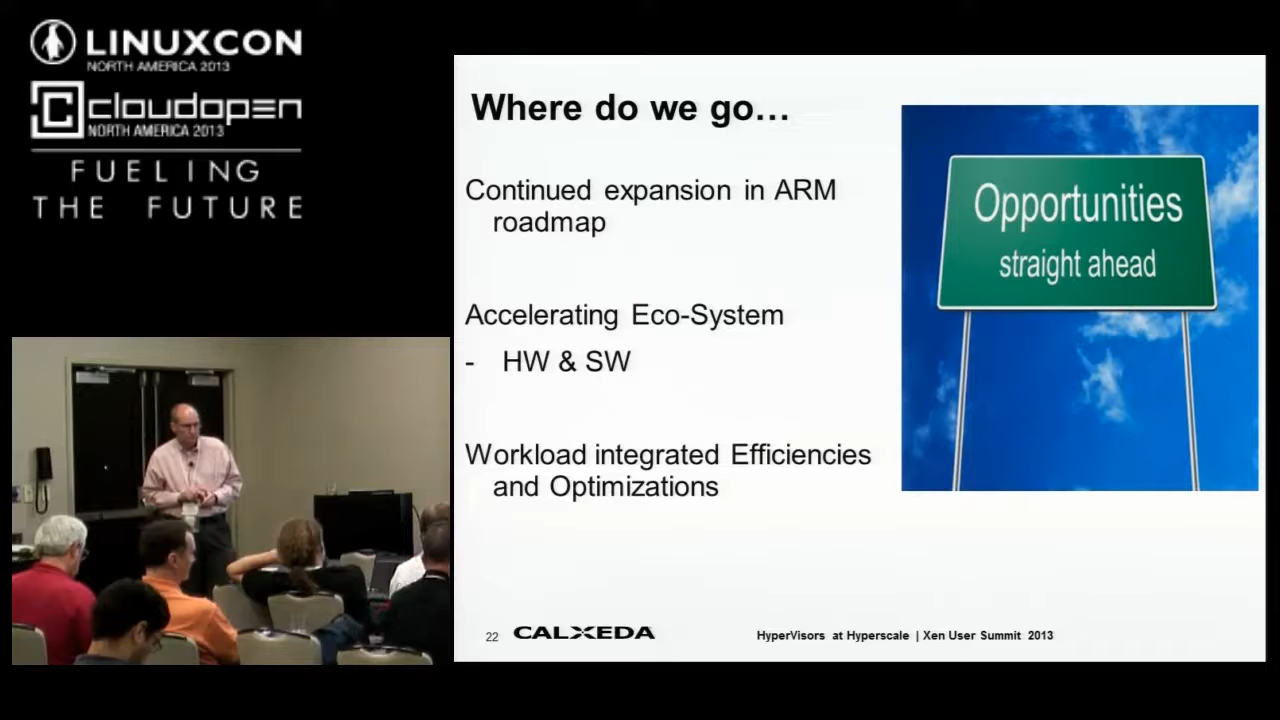 LINUXCON
NORTH AMERICA 2013
cloudopen
NORTH AMERICA 2013
FUELING
THE FUTURE
Where do we go…
Continued expansion in ARM
roadmap
Accelerating Eco-System
- HW & SW
Workload integrated Efficiencies
and Optimizations
Opportunities
straight ahead
22 CALXEDA HyperVisors at Hyperscale | Xen User Summit 2013